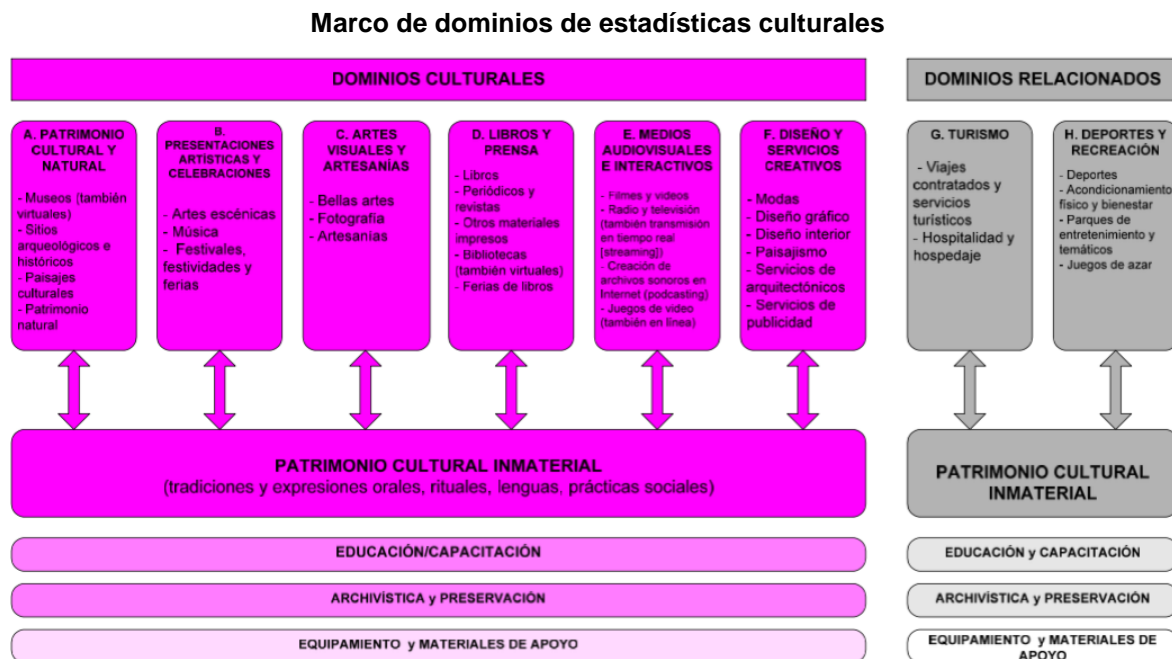 Marco de dominios de estadísticas culturales
DOMINIOS CULTURALES
DOMINIOS RELACIONADOS
A. PATRIMONIO
CULTURAL Y
NATURAL
- Museos (también
virtuales)
- Sitios
arqueológicos e
históricos
- Paisajes
culturales
- Patrimonio
natural
B.
PRESENTACIONES
ARTÍSTICAS Y
CELEBRACIONES
- Artes escénicas
- Música
- Festivales,
festividades y
ferias
C. ARTES
VISUALES Y
ARTESANÍAS
- Bellas artes
- Fotografía
- Artesanías
D. LIBROS Y
PRENSA
- Libros
- Periódicos y
revistas
- Otros materiales
impresos
- Bibliotecas
(también virtuales)
- Ferias de libros
E. MEDIOS
AUDIOVISUALES
E INTERACTIVOS
- Filmes y videos
- Radio y televisión
(también transmisión
en tiempo real
[streaming])
- Creación de
archivos sonoros en
Internet (podcasting)
- Juegos de video
(también en línea)
F. DISEÑO Y
SERVICIOS
CREATIVOS
- Modas
- Diseño gráfico
- Diseño interior
- Paisajismo
- Servicios de
arquitectónicos
- Servicios de
publicidad
G. TURISMO
- Viajes
contratados y
servicios
turísticos
- Hospitalidad y
hospedaje
H. DEPORTES Y
RECREACIÓN
- Deportes
- Acondicionamiento
físico y bienestar
- Parques de
entretenimiento y
temáticos
- Juegos de azar
PATRIMONIO CULTURAL INMATERIAL
(tradiciones y expresiones orales, rituales, lenguas, prácticas sociales)
PATRIMONIO CULTURAL
INMATERIAL
EDUCACIÓN/CAPACITACIÓN
EDUCACIÓN y CAPACITACIÓN
ARCHIVÍSTICA y PRESERVACIÓN
ARCHIVÍSTICA y PRESERVACIÓN
EQUIPAMIENTO y MATERIALES DE APOYO
EQUIPAMIENTO y MATERIALES DE
APOYO